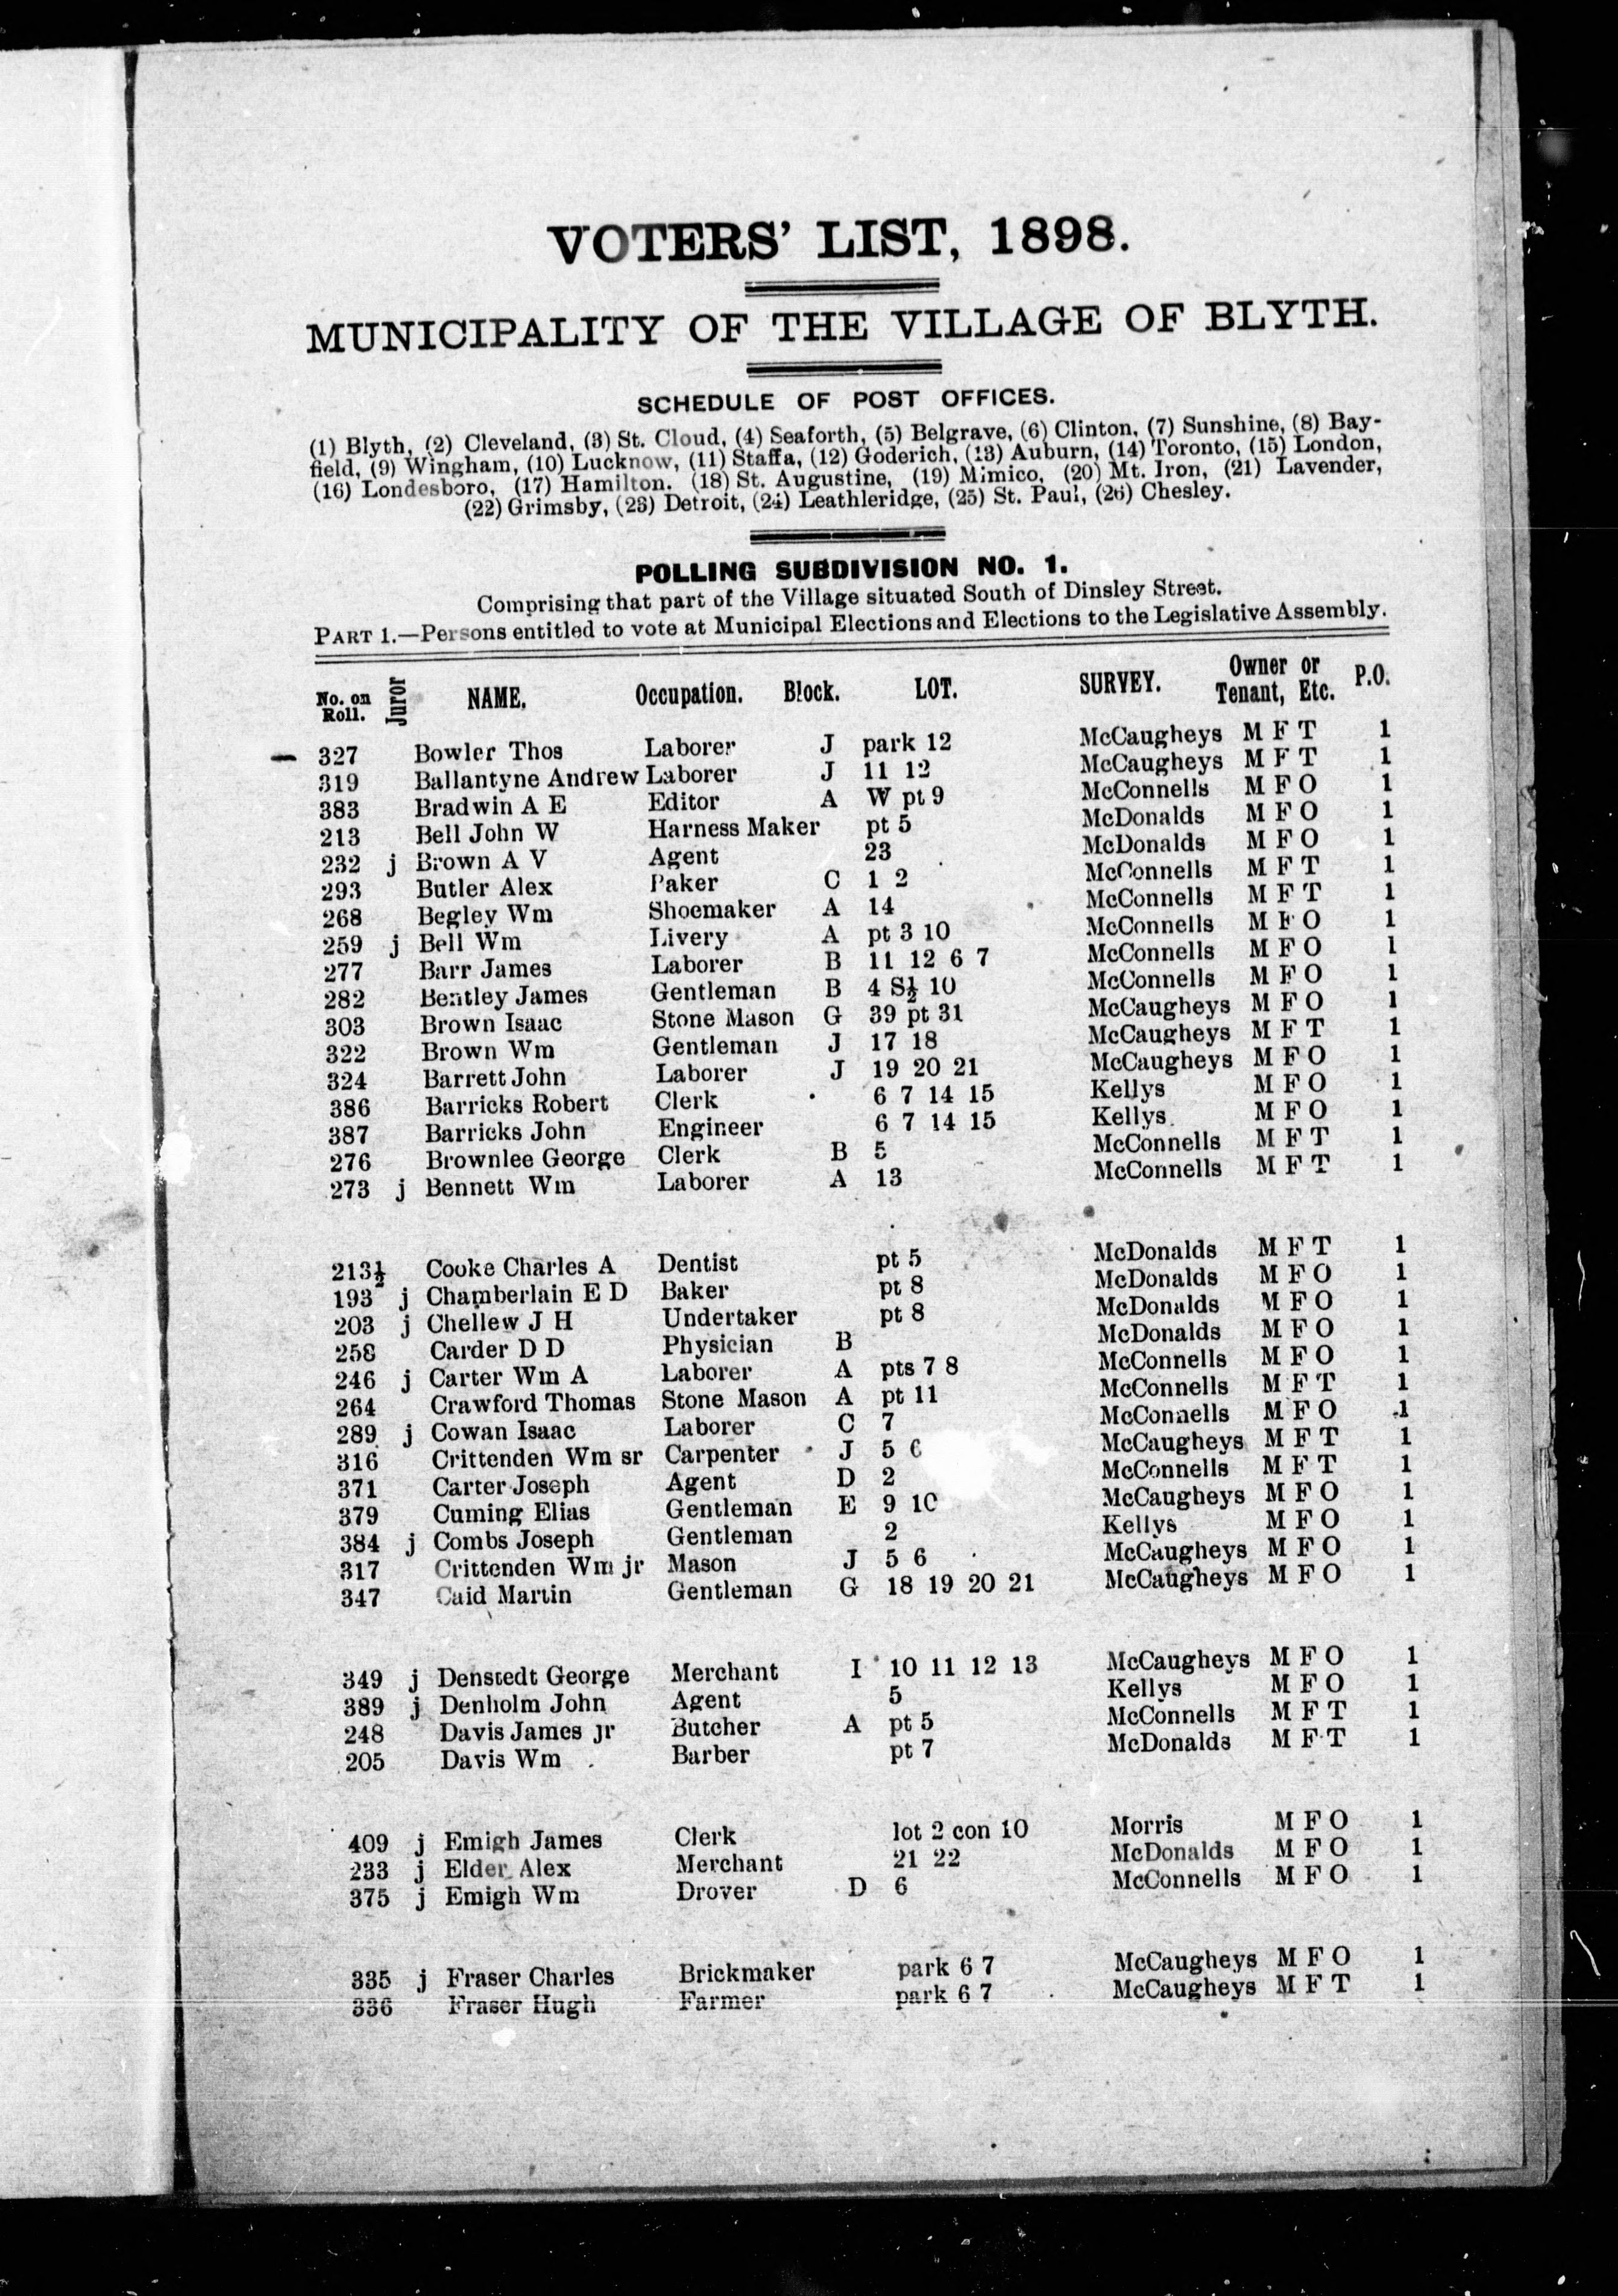 VOTERS' LIST, 1898.
MUNICIPALITY OF THE VILLAGE OF BLYTH.
SCHEDULE OF POST OFFICES.
(1) Blyth, (2) Cleveland, (3) St. Cloud, (4) Seaforth, (5) Belgrave, (6) Clinton, (7) Sunshine, (8) Bay-
field, (9) Wingham, (10) Lucknow, (11) Staffa, (12) Goderich, (13) Auburn, (14) Toronto, (15) London,
(16) Londesboro, (17) Hamilton. (18) St. Augustine, (19) Mimico, (20) Mt. Iron, (21) Lavender,
(22) Grimsby, (23) Detroit, (24) Leathleridge, (25) St. Paul, (26) Chesley.
POLLING SUBDIVISION NO. 1.
Comprising that part of the Village situated South of Dinsley Street.
PART 1.—Persons entitled to vote at Municipal Elections and Elections to the Legislative Assembly.
No. on Roll. Juror NAME. Occupation. Block. LOT. SURVEY. Owner or Tenant, Etc. P.O.
327 Bowler Thos Laborer J park 12 McCaugheys M F T 1
319 Ballantyne Andrew Laborer J 11 12 McCaugheys M F T 1
383 Bradwin A E Editor A W pt 9 McConnells M F O 1
213 Bell John W Harness Maker pt 5 McDonalds M F O 1
232 j Brown A V Agent 23 McDonalds M F O 1
293 Butler Alex Paker C 1 2 McConnells M F T 1
268 Begley Wm Shoemaker A 14 McConnells M F T 1
259 j Bell Wm Livery A pt 3 10 McConnells M F O 1
277 Barr James Laborer B 11 12 6 7 McConnells M F O 1
282 Bentley James Gentleman B 4 S½ 10 McConnells M F O 1
303 Brown Isaac Stone Mason G 39 pt 31 McCaugheys M F O 1
322 Brown Wm Gentleman J 17 18 McCaugheys M F T 1
324 Barrett John Laborer J 19 20 21 McCaugheys M F O 1
386 Barricks Robert Clerk 6 7 14 15 Kellys M F O 1
387 Barricks John Engineer 6 7 14 15 Kellys M F O 1
276 Brownlee George Clerk B 5 McConnells M F T 1
273 j Bennett Wm Laborer A 13 McConnells M F T 1
213½ Cooke Charles A Dentist pt 5 McDonalds M F T 1
193 j Chamberlain E D Baker pt 8 McDonalds M F O 1
203 j Chellew J H Undertaker pt 8 McDonalds M F O 1
258 Carder D D Physician B McDonalds M F O 1
246 j Carter Wm A Laborer A pts 7 8 McConnells M F O 1
264 Crawford Thomas Stone Mason A pt 11 McConnells M F T 1
289 j Cowan Isaac Laborer C 7 McConnells M F O 1
316 Crittenden Wm sr Carpenter J 5 6 McCaugheys M F T 1
371 Carter Joseph Agent D 2 McConnells M F T 1
379 Cuming Elias Gentleman E 9 10 McCaugheys M F O 1
384 j Combs Joseph Gentleman 2 Kellys M F O 1
317 Crittenden Wm jr Mason J 5 6 McCaugheys M F O 1
347 Caid Martin Gentleman G 18 19 20 21 McCaugheys M F O 1
349 j Denstedt George Merchant I 10 11 12 13 McCaugheys M F O 1
389 j Denholm John Agent 5 Kellys M F O 1
248 Davis James jr Butcher A pt 5 McConnells M F T 1
205 Davis Wm Barber pt 7 McDonalds M F T 1
409 j Emigh James Clerk lot 2 con 10 Morris M F O 1
233 j Elder Alex Merchant 21 22 McDonalds M F O 1
375 j Emigh Wm Drover D 6 McConnells M F O 1
335 j Fraser Charles Brickmaker park 6 7 McCaugheys M F O 1
336 Fraser Hugh Farmer park 6 7 McCaugheys M F T 1